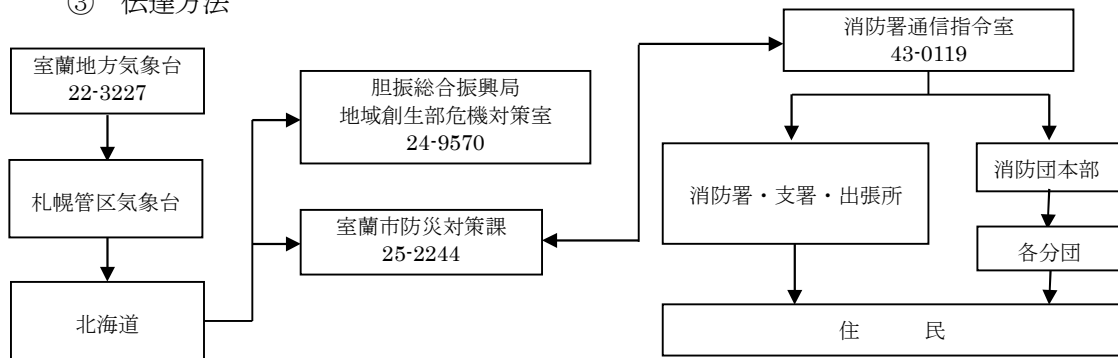 ③ 伝達方法
室蘭地方気象台
22-3227
札幌管区気象台
北海道
胆振総合振興局
地域創生部危機対策室
24-9570
室蘭市防災対策課
25-2244
消防署通信指令室
43-0119
消防署・支署・出張所
消防団本部
各分団
住 民